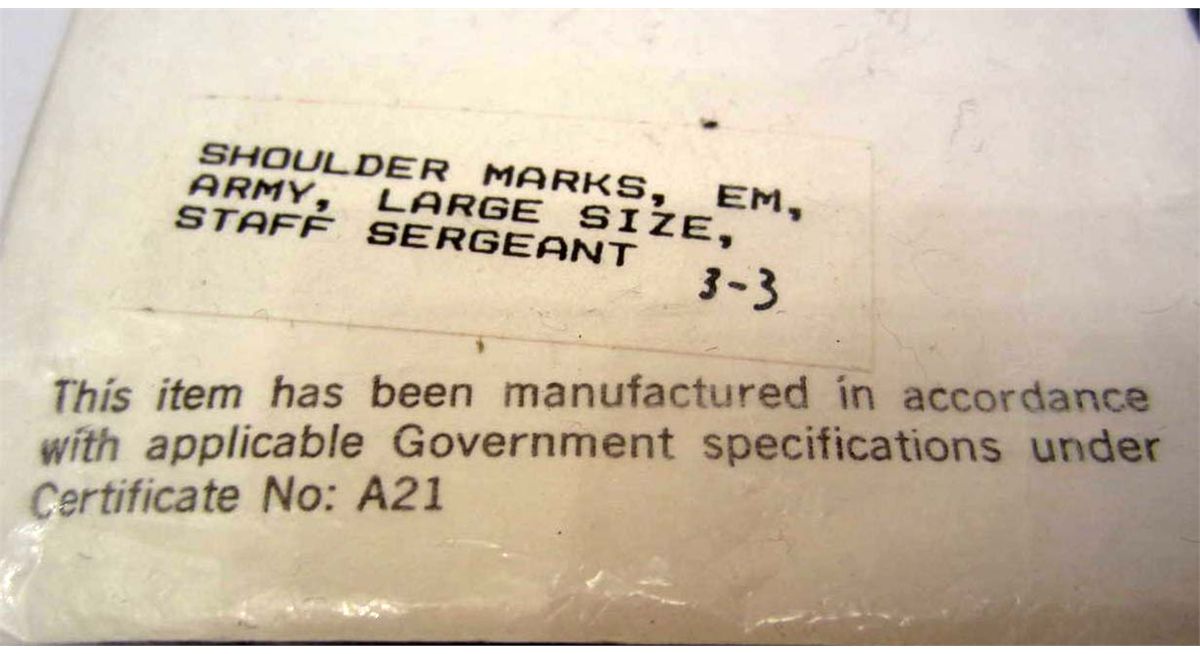 SHOULDER MARKS, EM,
ARMY, LARGE SIZE,
STAFF SERGEANT
3-3
This item has been manufactured in accordance
with applicable Government specifications under
Certificate No: A21